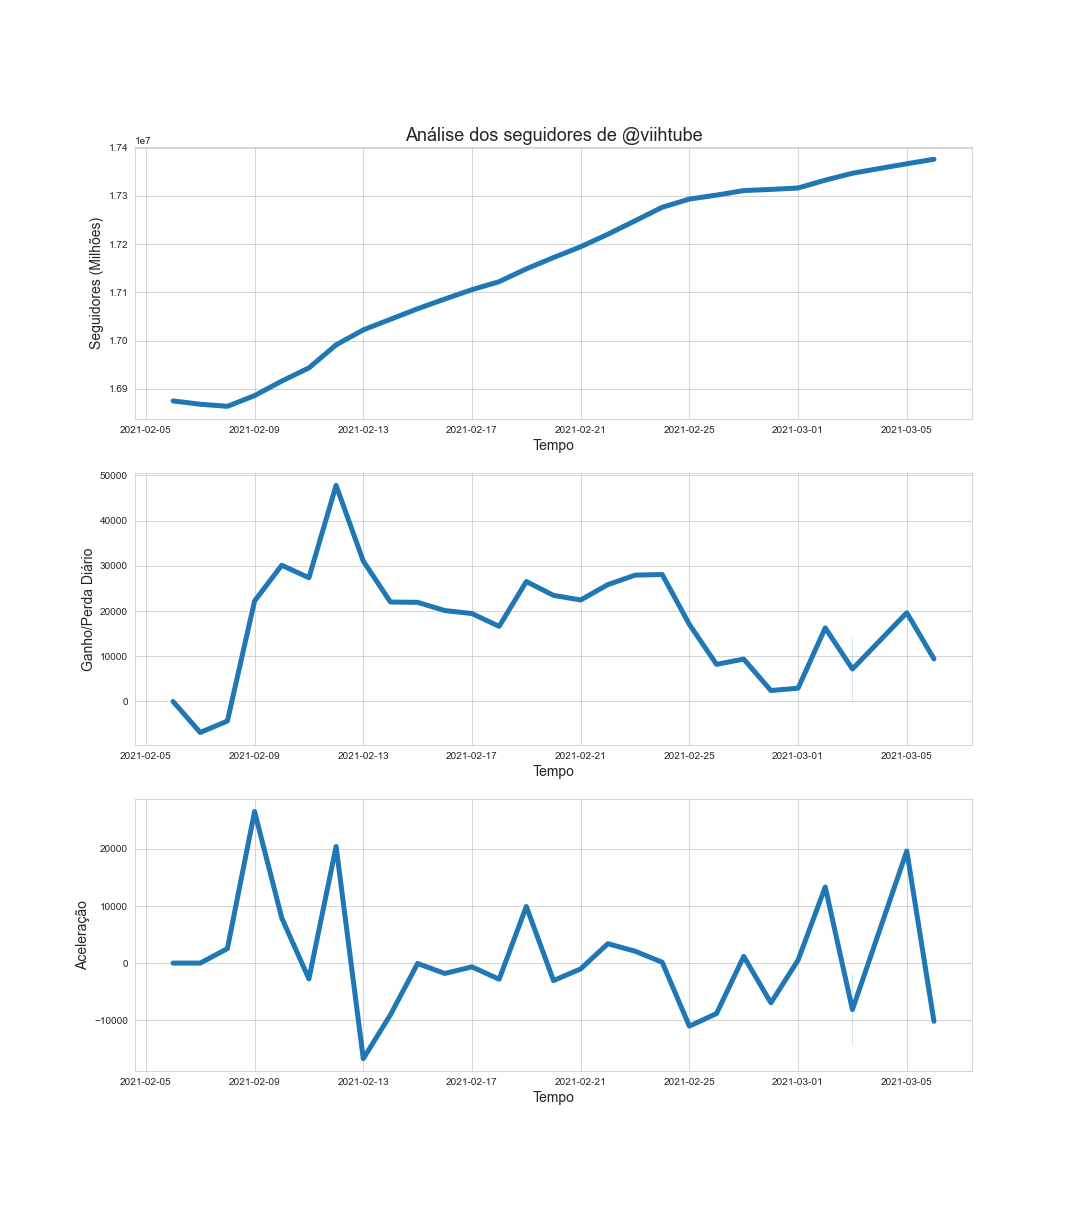 Análise dos seguidores de @viihtube
1e7
1.74
1.73
1.72
1.71
1.70
1.69
Seguidores (Milhões)
2021-02-05 2021-02-09 2021-02-13 2021-02-17 2021-02-21 2021-02-25 2021-03-01 2021-03-05
Tempo
50000
40000
30000
20000
10000
0
Ganho/Perda Diário
2021-02-05 2021-02-09 2021-02-13 2021-02-17 2021-02-21 2021-02-25 2021-03-01 2021-03-05
Tempo
20000
10000
0
−10000
Aceleração
2021-02-05 2021-02-09 2021-02-13 2021-02-17 2021-02-21 2021-02-25 2021-03-01 2021-03-05
Tempo